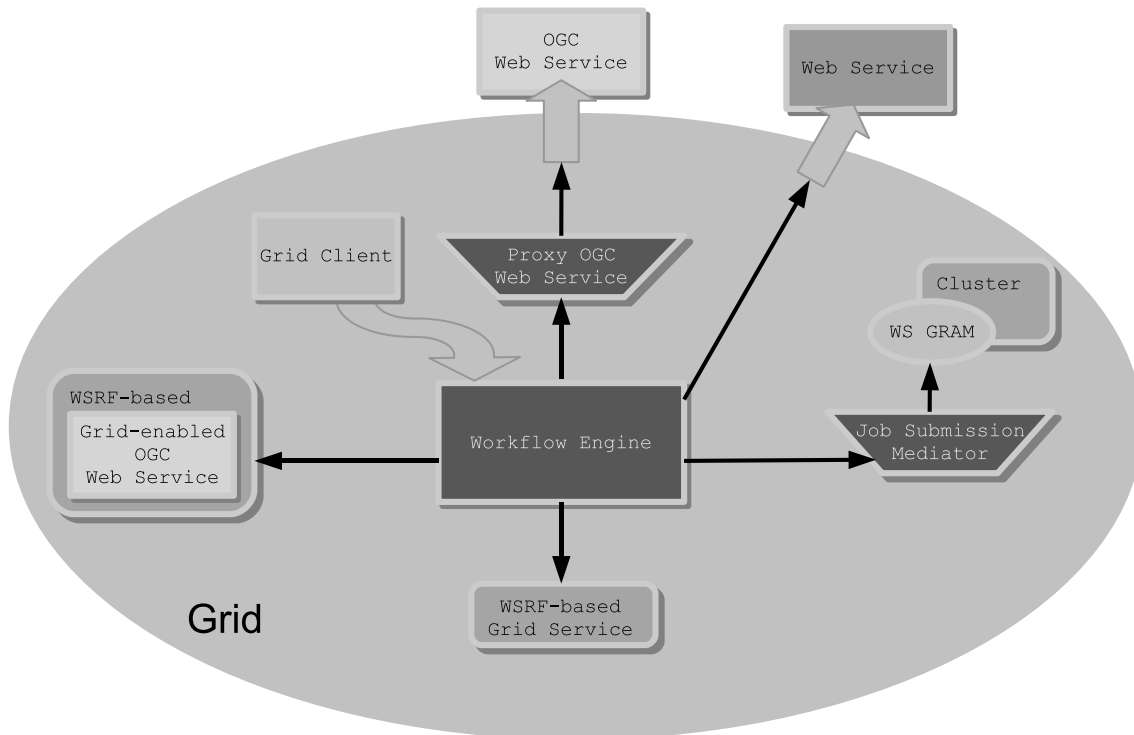 OGC
Web Service
Web Service
Grid Client
Proxy OGC
Web Service
Cluster
WS GRAM
WSRF-based
Grid-enabled
OGC
Web Service
Workflow Engine
Job Submission
Mediator
WSRF-based
Grid Service
Grid